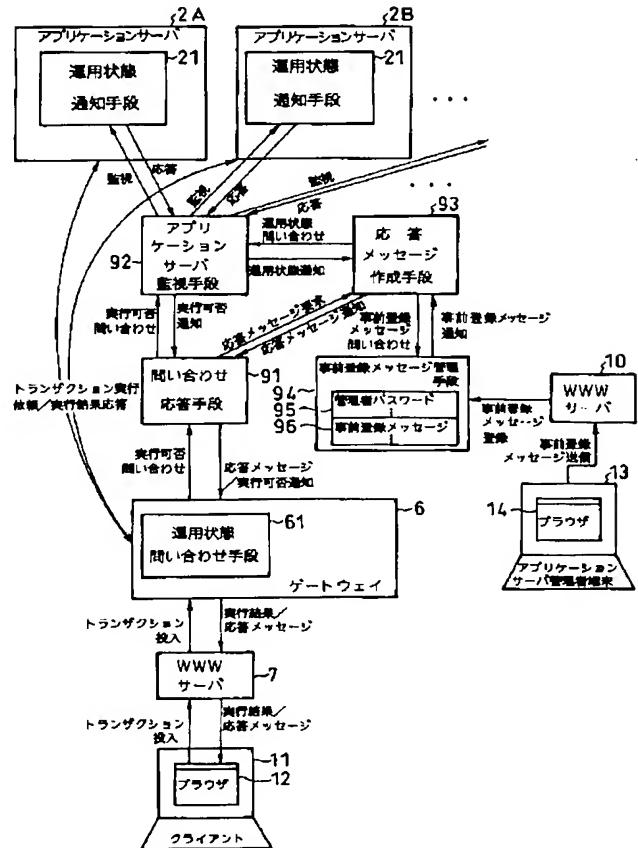 2A
2B
アプリケーションサーバ
21
運用状態
通知手段
アプリケーションサーバ
21
運用状態
通知手段
・・・
応答
監視
監視
応答
監視
応答
・・・
93
92
アプリ
ケーション
サーバ
監視手段
運用状態
問い合わせ
運用状態通知
応答
メッセージ
作成手段
実行可否
問い合わせ
実行可否
通知
応答メッセージ要求
応答メッセージ通知
事前登録
メッセージ
問い合わせ
事前登録メッセージ
通知
91
問い合わせ
応答手段
94
事前登録メッセージ管理
手段
95
管理者パスワード
96
事前登録メッセージ
10
WWW
サーバ
事前登録
メッセージ
登録
トランザクション実行
依頼/実行結果応答
実行可否
問い合わせ
応答メッセージ/
実行可否通知
事前登録
メッセージ送信
13
14
ブラウザ
アプリケーション
サーバ管理者端末
6
61
運用状態
問い合わせ手段
ゲートウェイ
トランザクション
投入
実行結果/
応答メッセージ
WWW
サーバ
7
トランザクション
投入
実行結果/
応答メッセージ
11
12
ブラウザ
クライアント